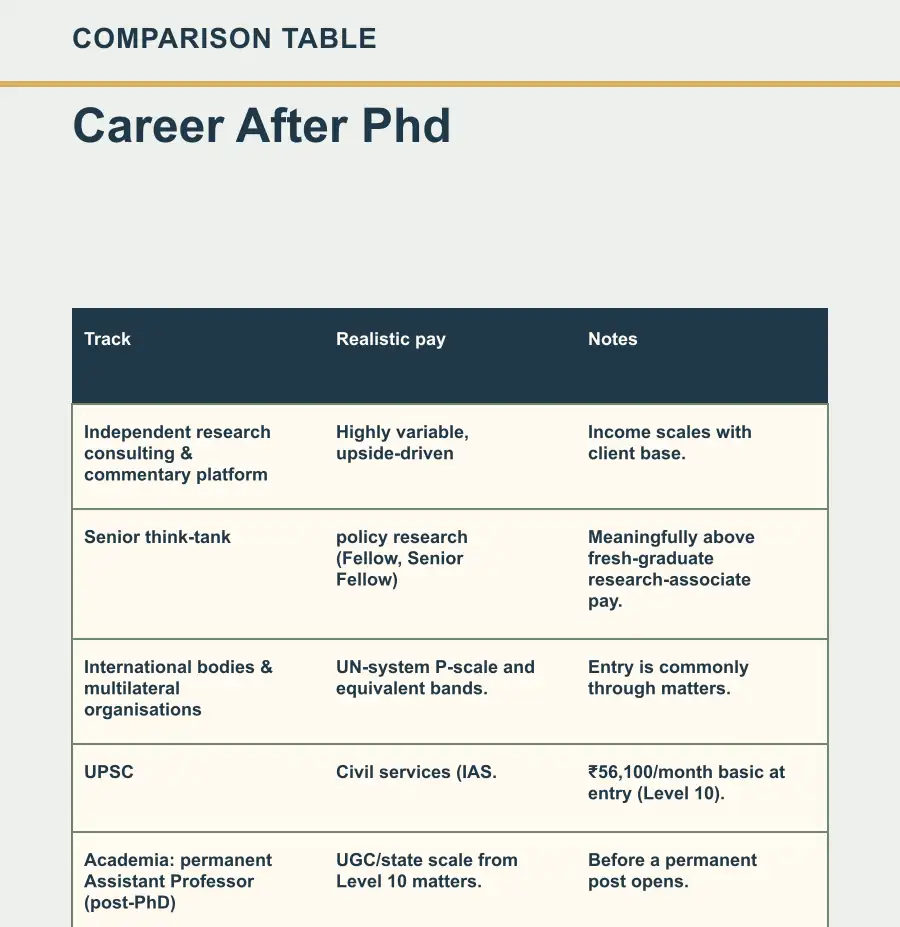 COMPARISON TABLE
Career After Phd
Track
Realistic pay
Notes
Independent research
consulting &
commentary platform
Highly variable,
upside-driven
Income scales with
client base.
Senior think-tank
policy research
(Fellow, Senior
Fellow)
Meaningfully above
fresh-graduate
research-associate
pay.
International bodies &
multilateral
organisations
UN-system P-scale and
equivalent bands.
Entry is commonly
through matters.
UPSC
Civil services (IAS.
₹56,100/month basic at
entry (Level 10).
Academia: permanent
Assistant Professor
(post-PhD)
UGC/state scale from
Level 10 matters.
Before a permanent
post opens.